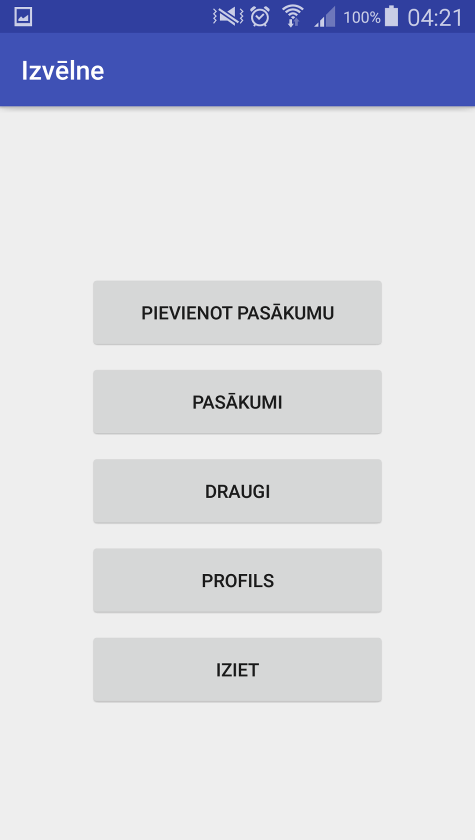 100% 04:21
Izvēlne
PIEVIENOT PASĀKUMU
PASĀKUMI
DRAUGI
PROFILS
IZIET